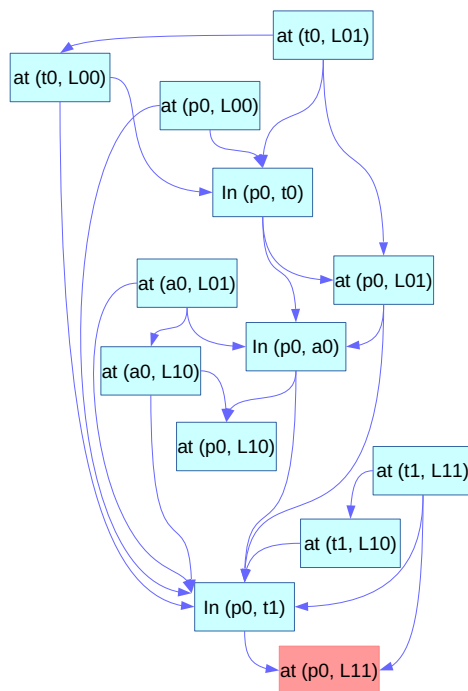 at (t0, L01)
at (t0, L00)
at (p0, L00)
In (p0, t0)
at (a0, L01)
at (p0, L01)
In (p0, a0)
at (a0, L10)
at (p0, L10)
at (t1, L11)
at (t1, L10)
In (p0, t1)
at (p0, L11)